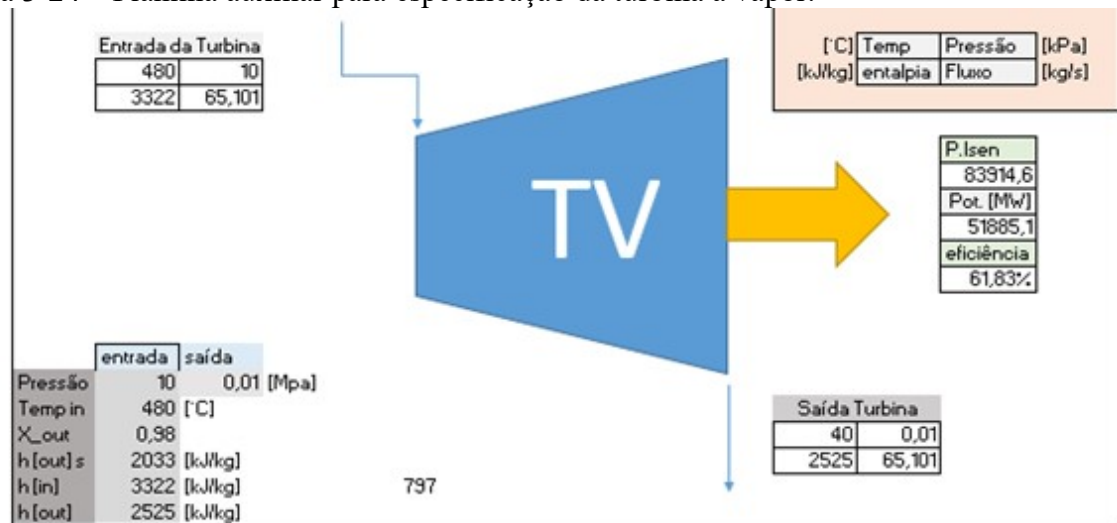 Entrada da Turbina
480 10
3322 65,101
[°C] Temp Pressão [kPa]
[kJ/kg] entalpia Fluxo [kg/s]
TV
P.Isen
83914,6
Pot. [MW]
51885,1
eficiência
61,83%
entrada saída
Pressão 10 0,01 [Mpa]
Temp in 480 [°C]
X_out 0,98
h [out] s 2033 [kJ/kg]
h [in] 3322 [kJ/kg] 797
h [out] 2525 [kJ/kg]
Saída Turbina
40 0,01
2525 65,101